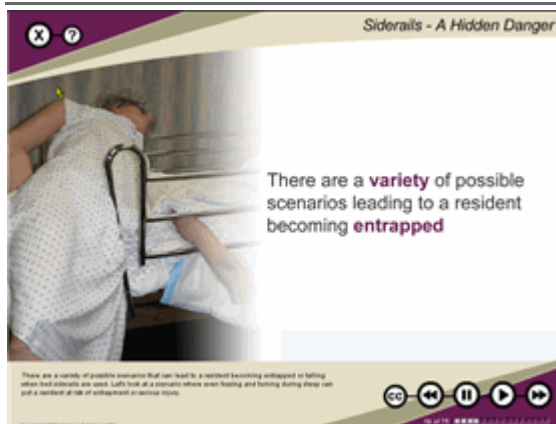 X ?
Siderails - A Hidden Danger
There are a variety of possible
scenarios leading to a resident
becoming entrapped
There are a variety of possible scenarios that can lead to a resident becoming entrapped or falling
when bed siderails are used. Let's look at a scenario where even tossing and turning during sleep can
put a resident at risk of entrapment or serious injury.
CC